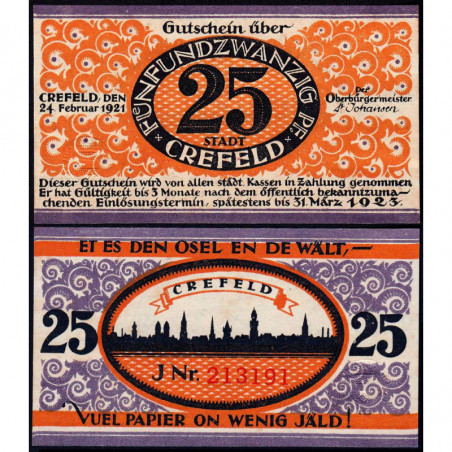 Gutschein über
FÜNFUNDZWANZIG PF.
25
STADT
CREFELD
CREFELD, DEN
24. Februar 1921
Der
Oberbürgermeister
Dieser Gutschein wird von allen städt. Kassen in Zahlung genommen
Er hat Gültigkeit bis 3 Monate nach dem öffentlich bekanntzuma-
chenden Einlösungstermin, spätestens bis 31. März 1923.
ET ES DEN OSEL EN DE WÄLT,—
CREFELD
25
25
J Nr. 213191
VUEL PAPIER ON WENIG JÄLD!